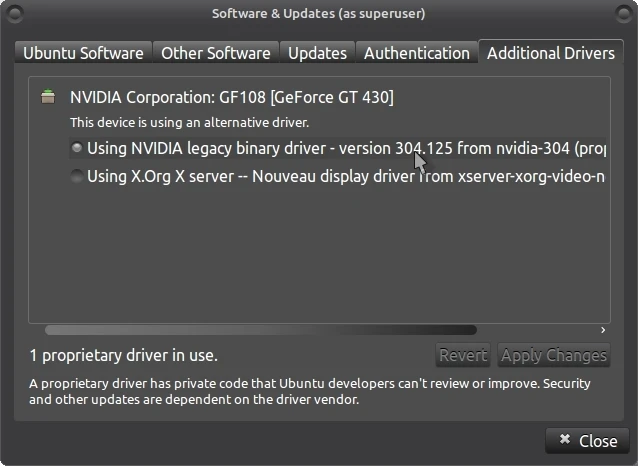 Software & Updates (as superuser)
Ubuntu Software
Other Software
Updates
Authentication
Additional Drivers
NVIDIA Corporation: GF108 [GeForce GT 430]
This device is using an alternative driver.
Using NVIDIA legacy binary driver - version 304.125 from nvidia-304 (prop
Using X.Org X server -- Nouveau display driver from xserver-xorg-video-n
1 proprietary driver in use.
Revert
Apply Changes
A proprietary driver has private code that Ubuntu developers can't review or improve. Security
and other updates are dependent on the driver vendor.
Close